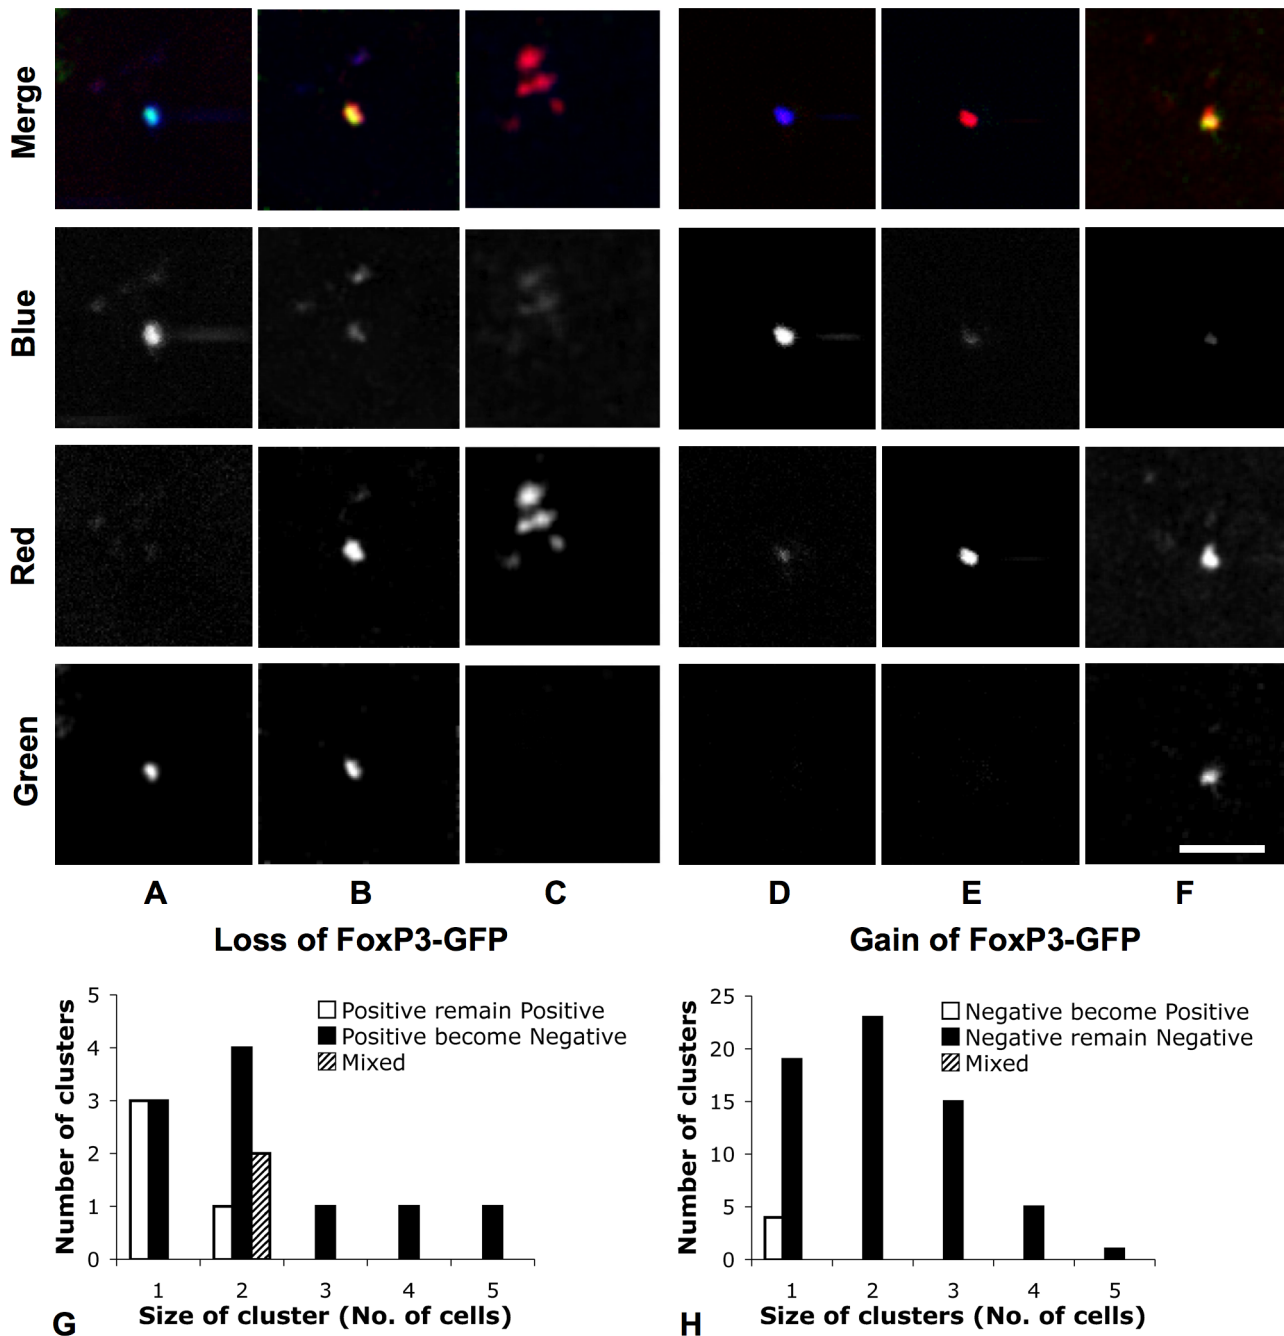 Merge
Blue
Red
Green
A B C D E F
Loss of FoxP3-GFP
Gain of FoxP3-GFP
Number of clusters
5
4
3
2
1
0
Positive remain Positive
Positive become Negative
Mixed
1 2 3 4 5
Size of cluster (No. of cells)
G
Number of clusters
25
20
15
10
5
0
Negative become Positive
Negative remain Negative
Mixed
1 2 3 4 5
Size of clusters (No. of cells)
H